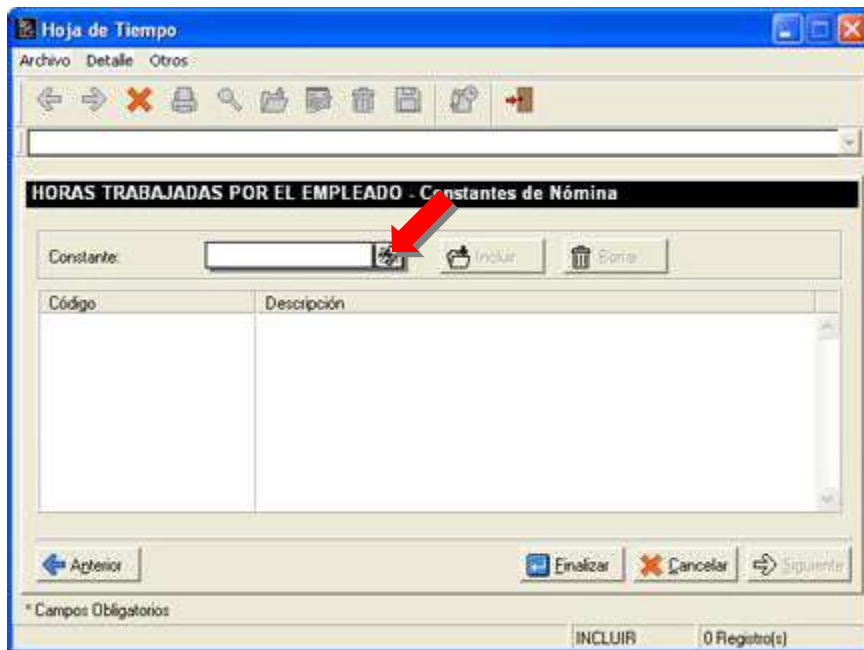 Hoja de Tiempo
Archivo Detalle Otros
HORAS TRABAJADAS POR EL EMPLEADO - Constantes de Nómina
Constante: Incluir Borrar
Código Descripción
Anterior Finalizar Cancelar Siguiente
* Campos Obligatorios
INCLUIR 0 Registro(s)